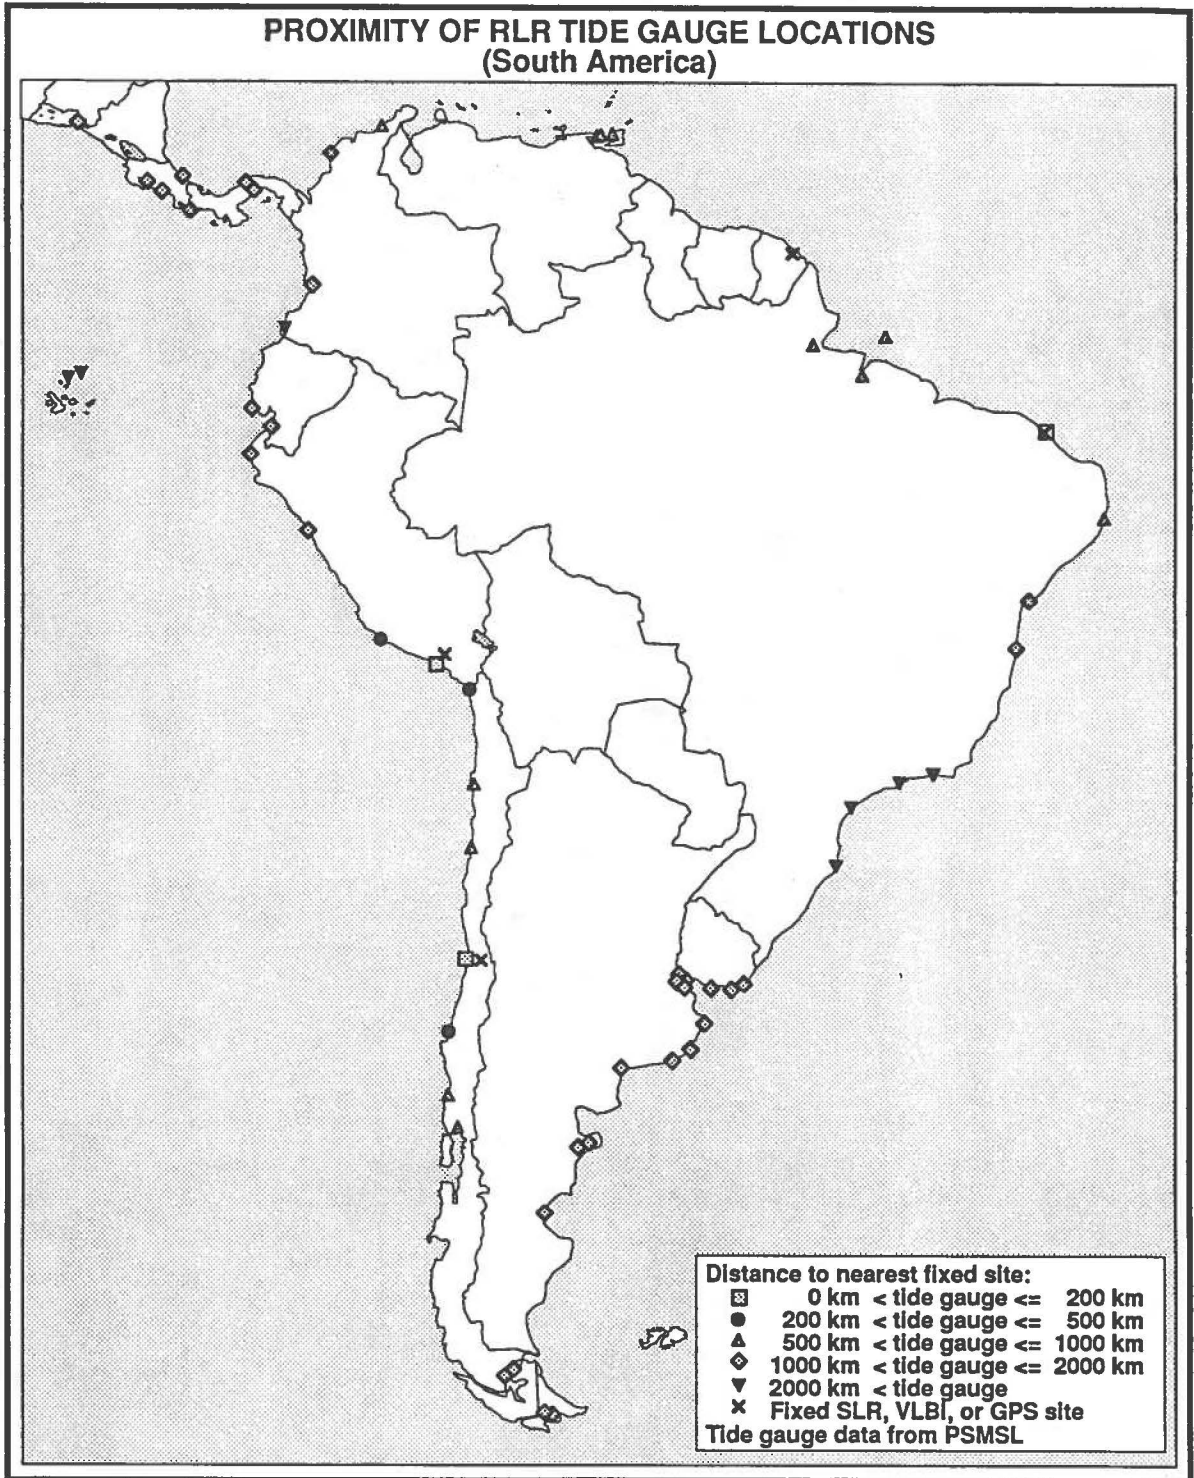 PROXIMITY OF RLR TIDE GAUGE LOCATIONS
(South America)
Distance to nearest fixed site:
0 km < tide gauge <= 200 km
200 km < tide gauge <= 500 km
500 km < tide gauge <= 1000 km
1000 km < tide gauge <= 2000 km
2000 km < tide gauge
Fixed SLR, VLBI, or GPS site
Tide gauge data from PSMSL